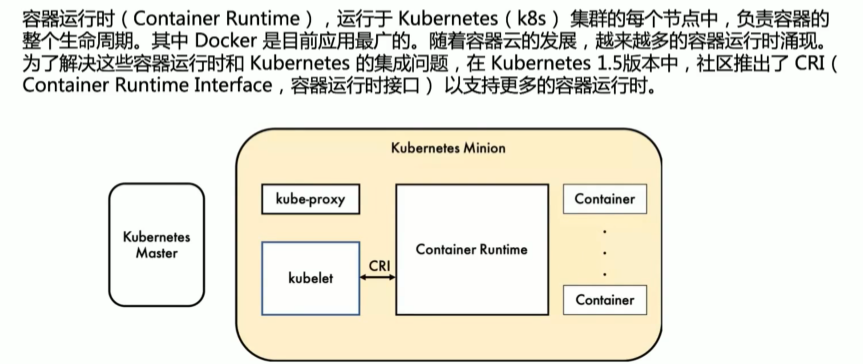 容器运行时（Container Runtime），运行于 Kubernetes（k8s）集群的每个节点中，负责容器的
整个生命周期。其中 Docker 是目前应用最广的。随着容器云的发展，越来越多的容器运行时涌现。
为了解决这些容器运行时和 Kubernetes 的集成问题，在 Kubernetes 1.5版本中，社区推出了 CRI（
Container Runtime Interface，容器运行时接口）以支持更多的容器运行时。
Kubernetes Minion
kube-proxy
Container
Kubernetes
Master
Container Runtime
CRI
kubelet
Container